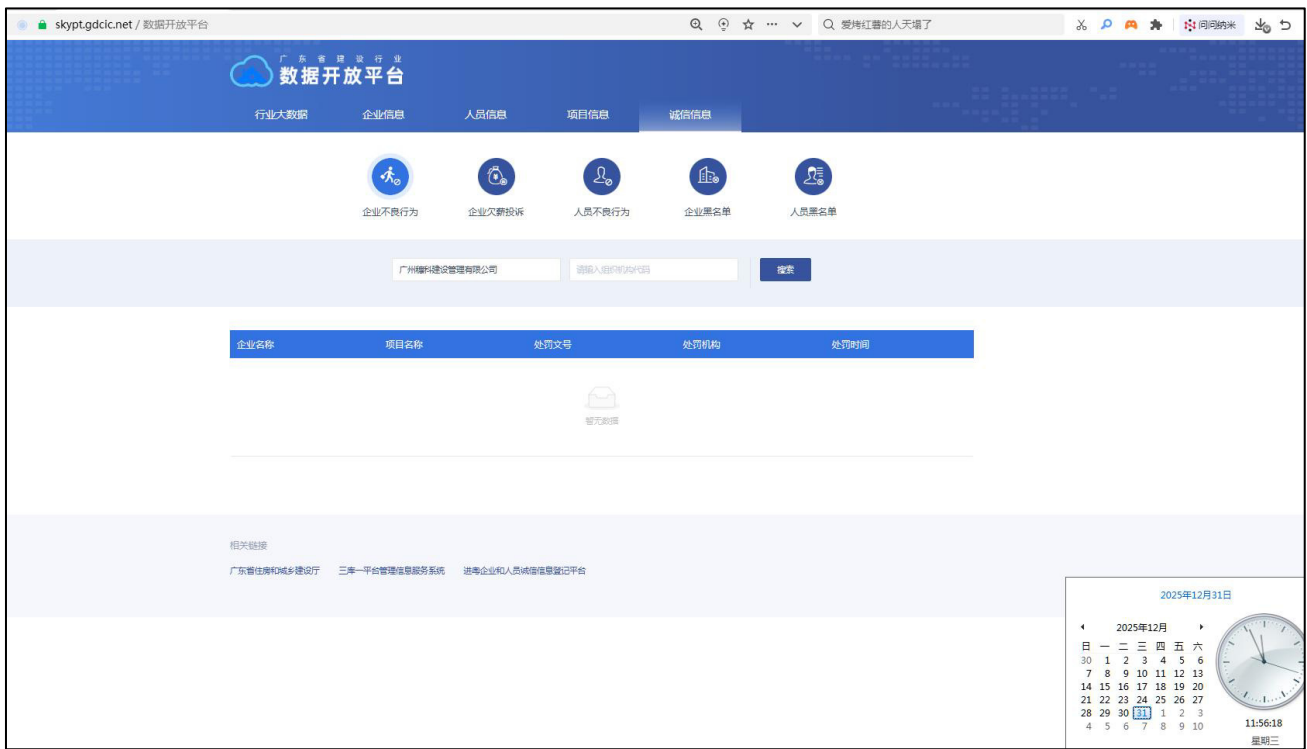 skypt.gdcic.net / 数据开放平台
爱烤红薯的人天塌了
问问纳米
广东省建设行业
数据开放平台
行业大数据 企业信息 人员信息 项目信息 诚信信息
企业不良行为 企业欠薪投诉 人员不良行为 企业黑名单 人员黑名单
广州穗科建设管理有限公司 请输入组织机构代码 搜索
企业名称 项目名称 处罚文号 处罚机构 处罚时间
暂无数据
相关链接
广东省住房和城乡建设厅 三库一平台管理信息服务系统 进粤企业和人员诚信信息登记平台
2025年12月31日
2025年12月
日 一 二 三 四 五 六
30 1 2 3 4 5 6
7 8 9 10 11 12 13
14 15 16 17 18 19 20
21 22 23 24 25 26 27
28 29 30 31 1 2 3
4 5 6 7 8 9 10
11:56:18
星期三